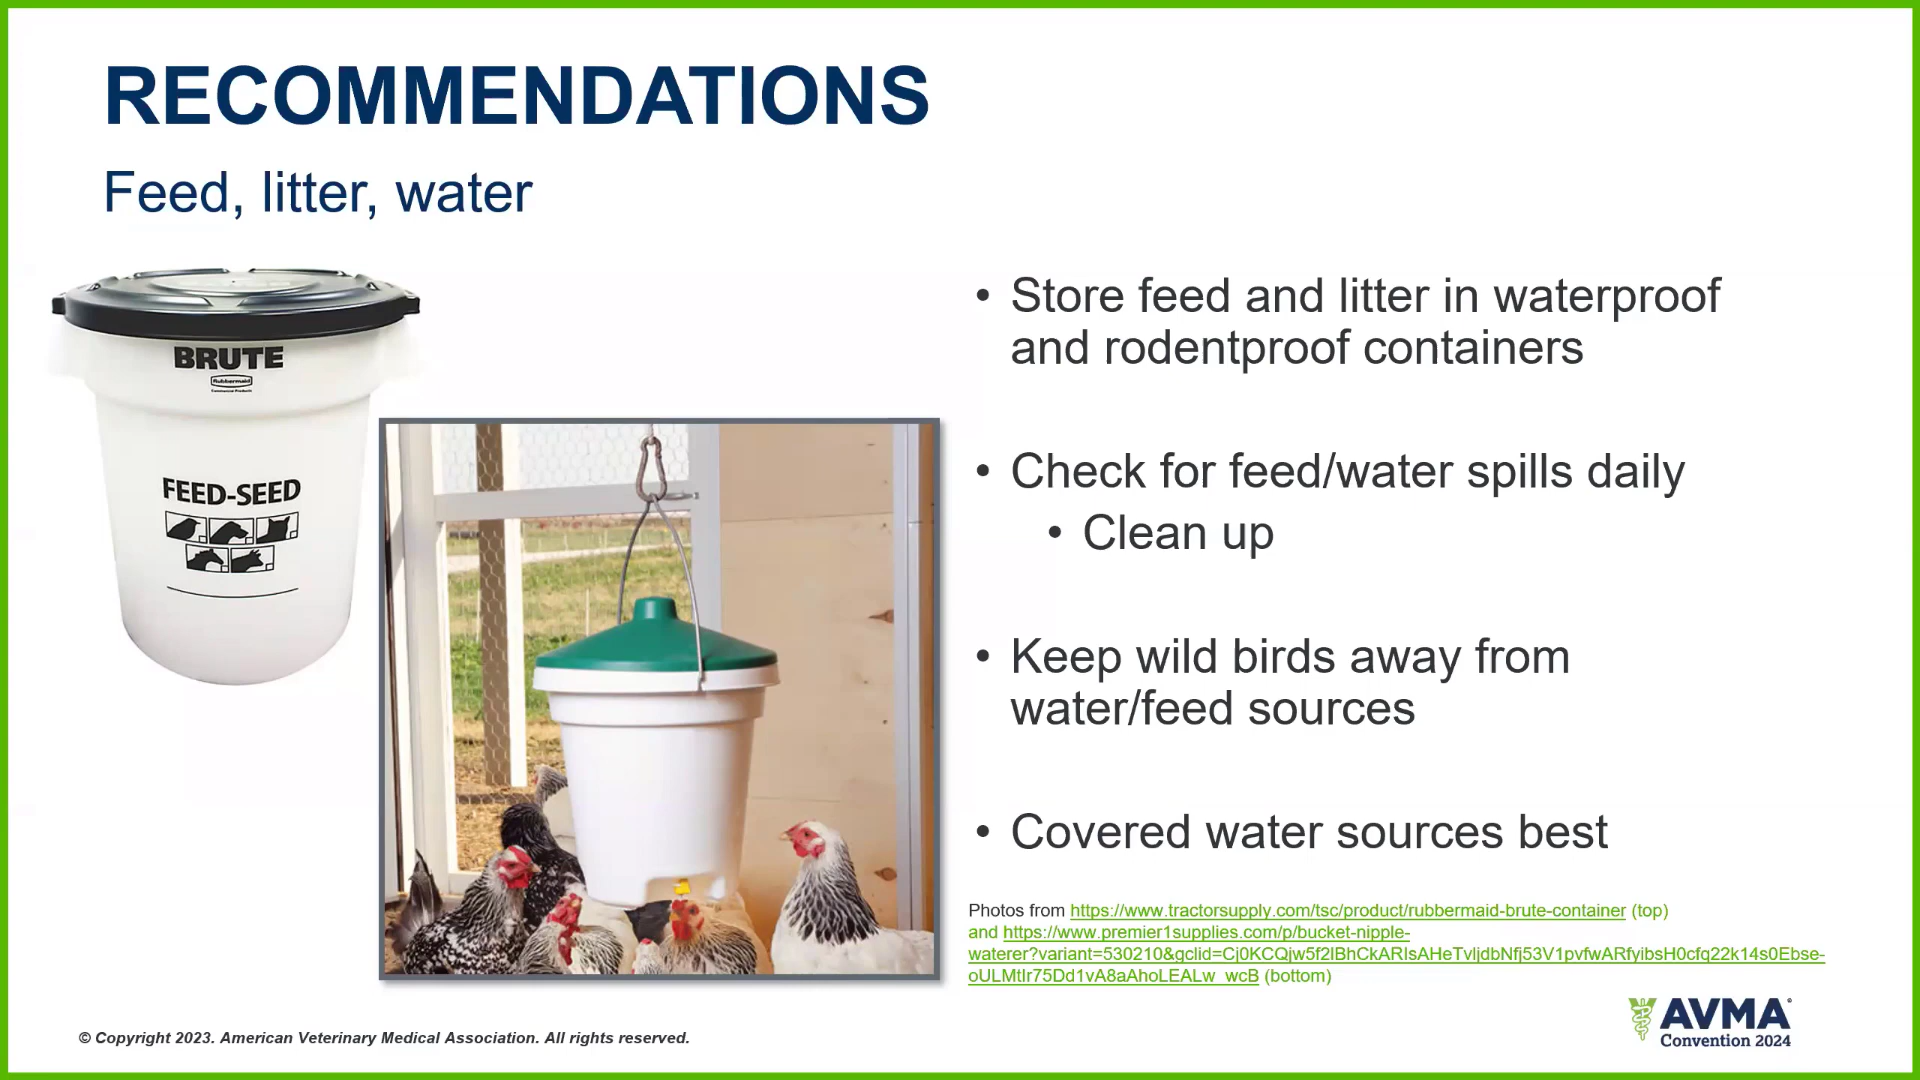 RECOMMENDATIONS
Feed, litter, water
BRUTE
Rubbermaid
FEED-SEED
• Store feed and litter in waterproof
and rodentproof containers
• Check for feed/water spills daily
• Clean up
• Keep wild birds away from
water/feed sources
• Covered water sources best
Photos from https://www.tractorsupply.com/tsc/product/rubbermaid-brute-container (top)
and https://www.premier1supplies.com/p/bucket-nipple-
waterer?variant=530210&gclid=Cj0KCQjw5f2lBhCkARIsAHeTvljdbNfj53V1pvfwARfyibsH0cfq22k14s0Ebse-
oULMtIr75Dd1vA8aAhoLEALw_wcB (bottom)
© Copyright 2023. American Veterinary Medical Association. All rights reserved.
AVMA
Convention 2024